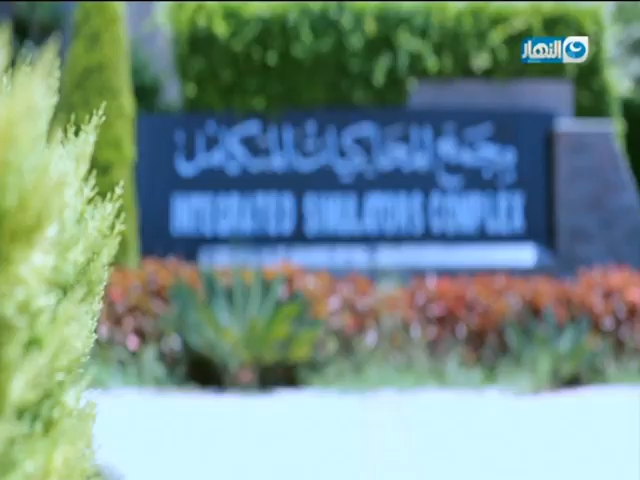 النهار
مجمع المحاكيات المتكامل
INTEGRATED SIMULATORS COMPLEX